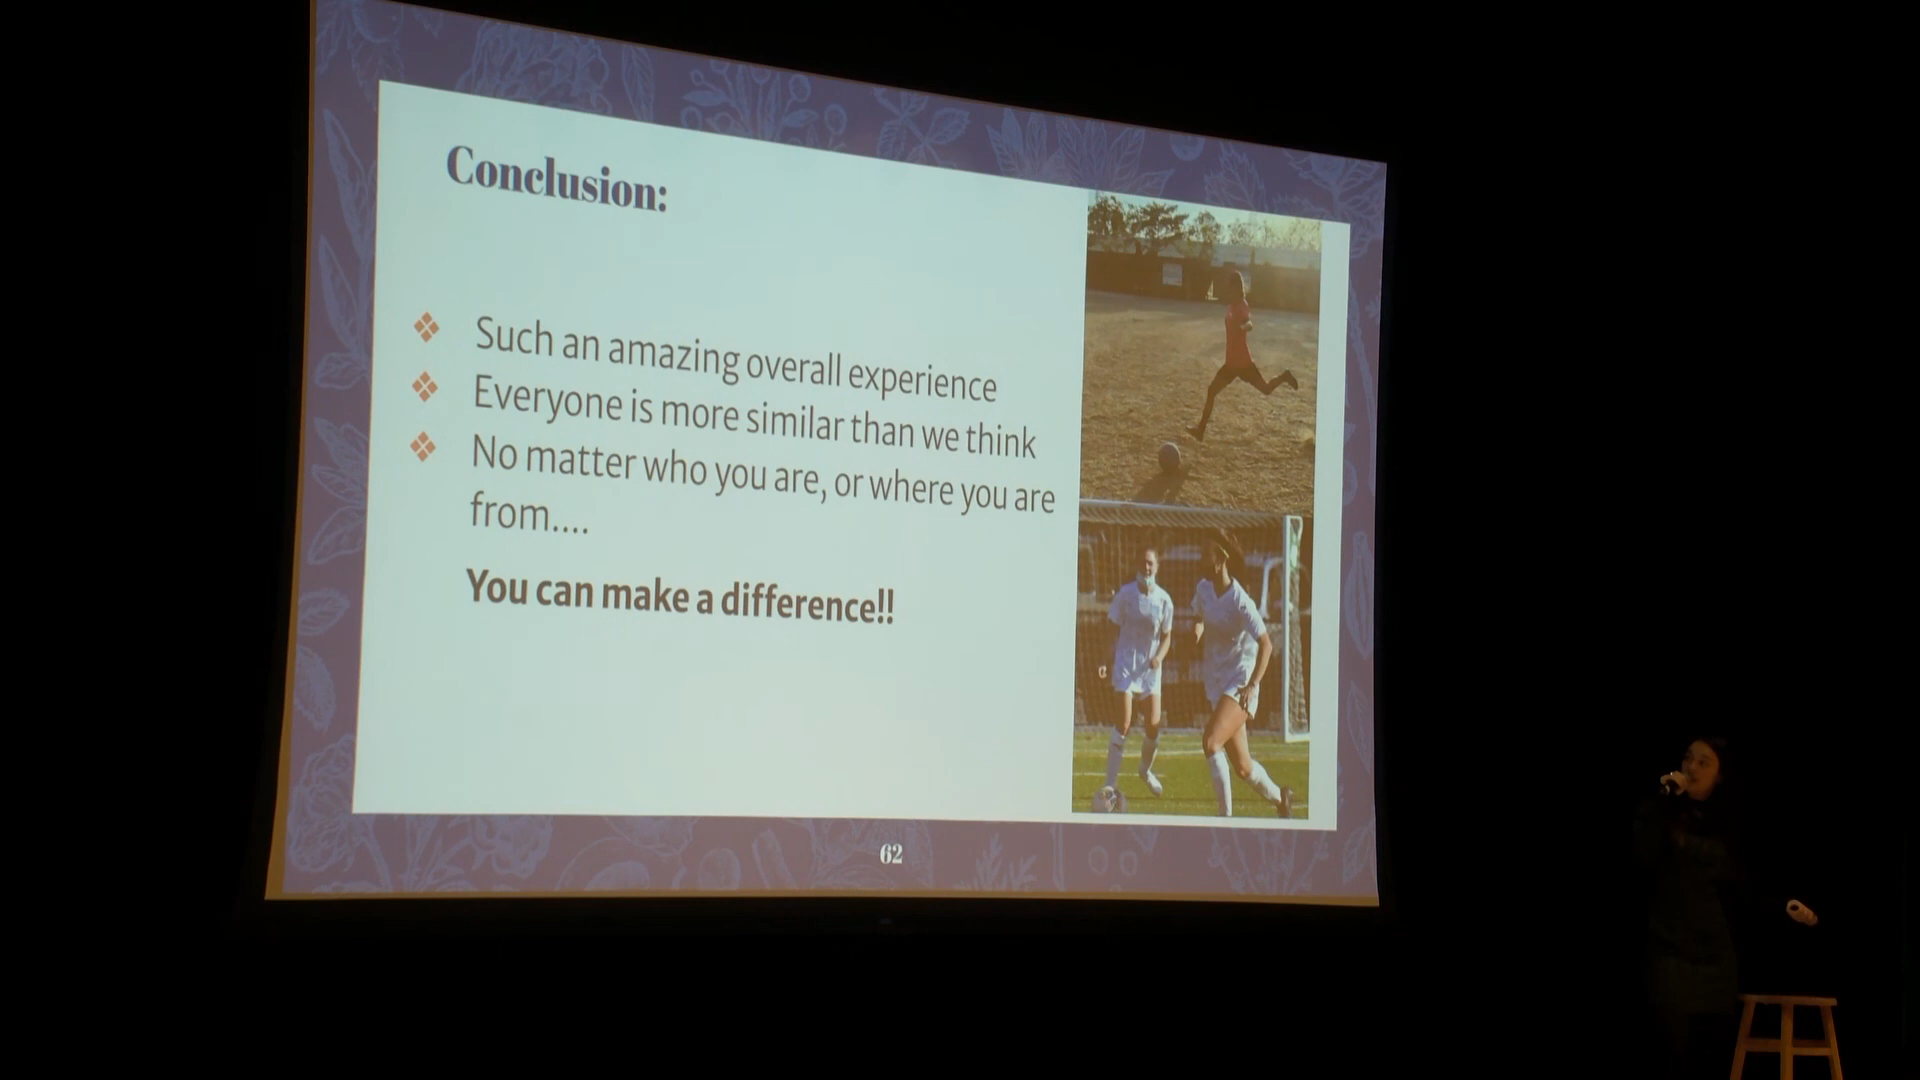 Conclusion:
Such an amazing overall experience
Everyone is more similar than we think
No matter who you are, or where you are
from....
You can make a difference!!
62